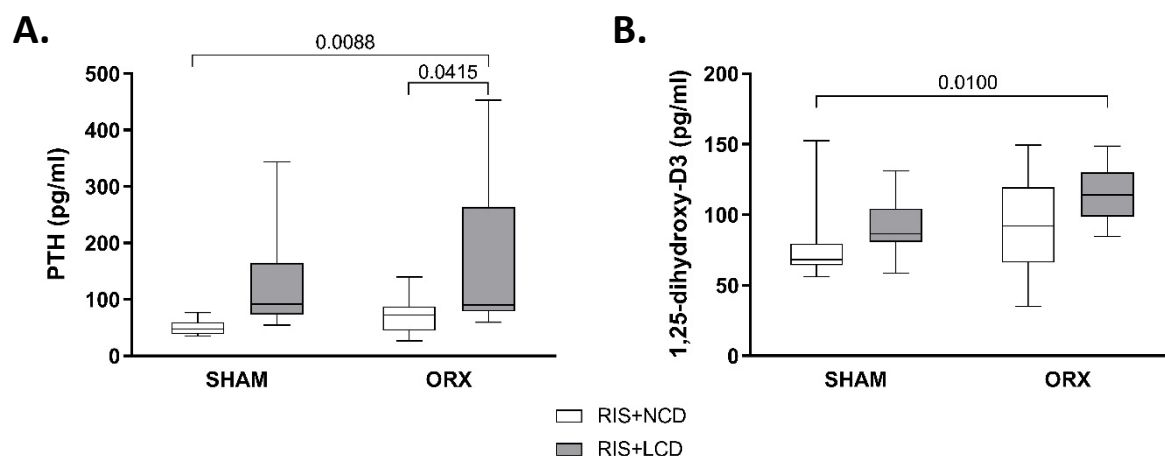 A.
0.0088
0.0415
PTH (pg/ml)
500
400
300
200
100
0
SHAM
ORX
B.
0.0100
1,25-dihydroxy-D3 (pg/ml)
200
150
100
50
0
SHAM
ORX
RIS+NCD
RIS+LCD